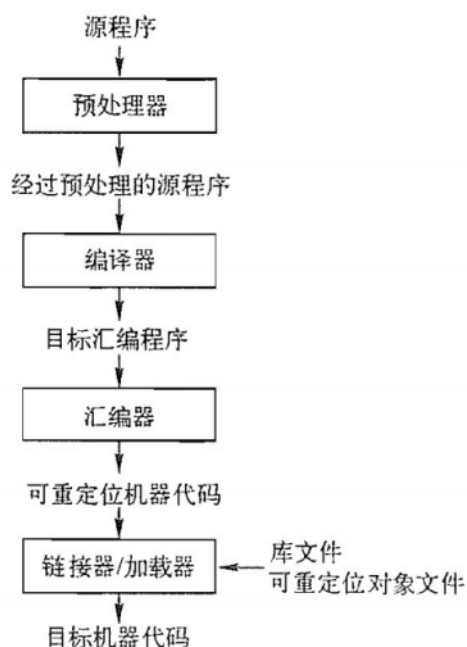 源程序
预处理器
经过预处理的源程序
编译器
目标汇编程序
汇编器
可重定位机器代码
链接器/加载器
库文件
可重定位对象文件
目标机器代码